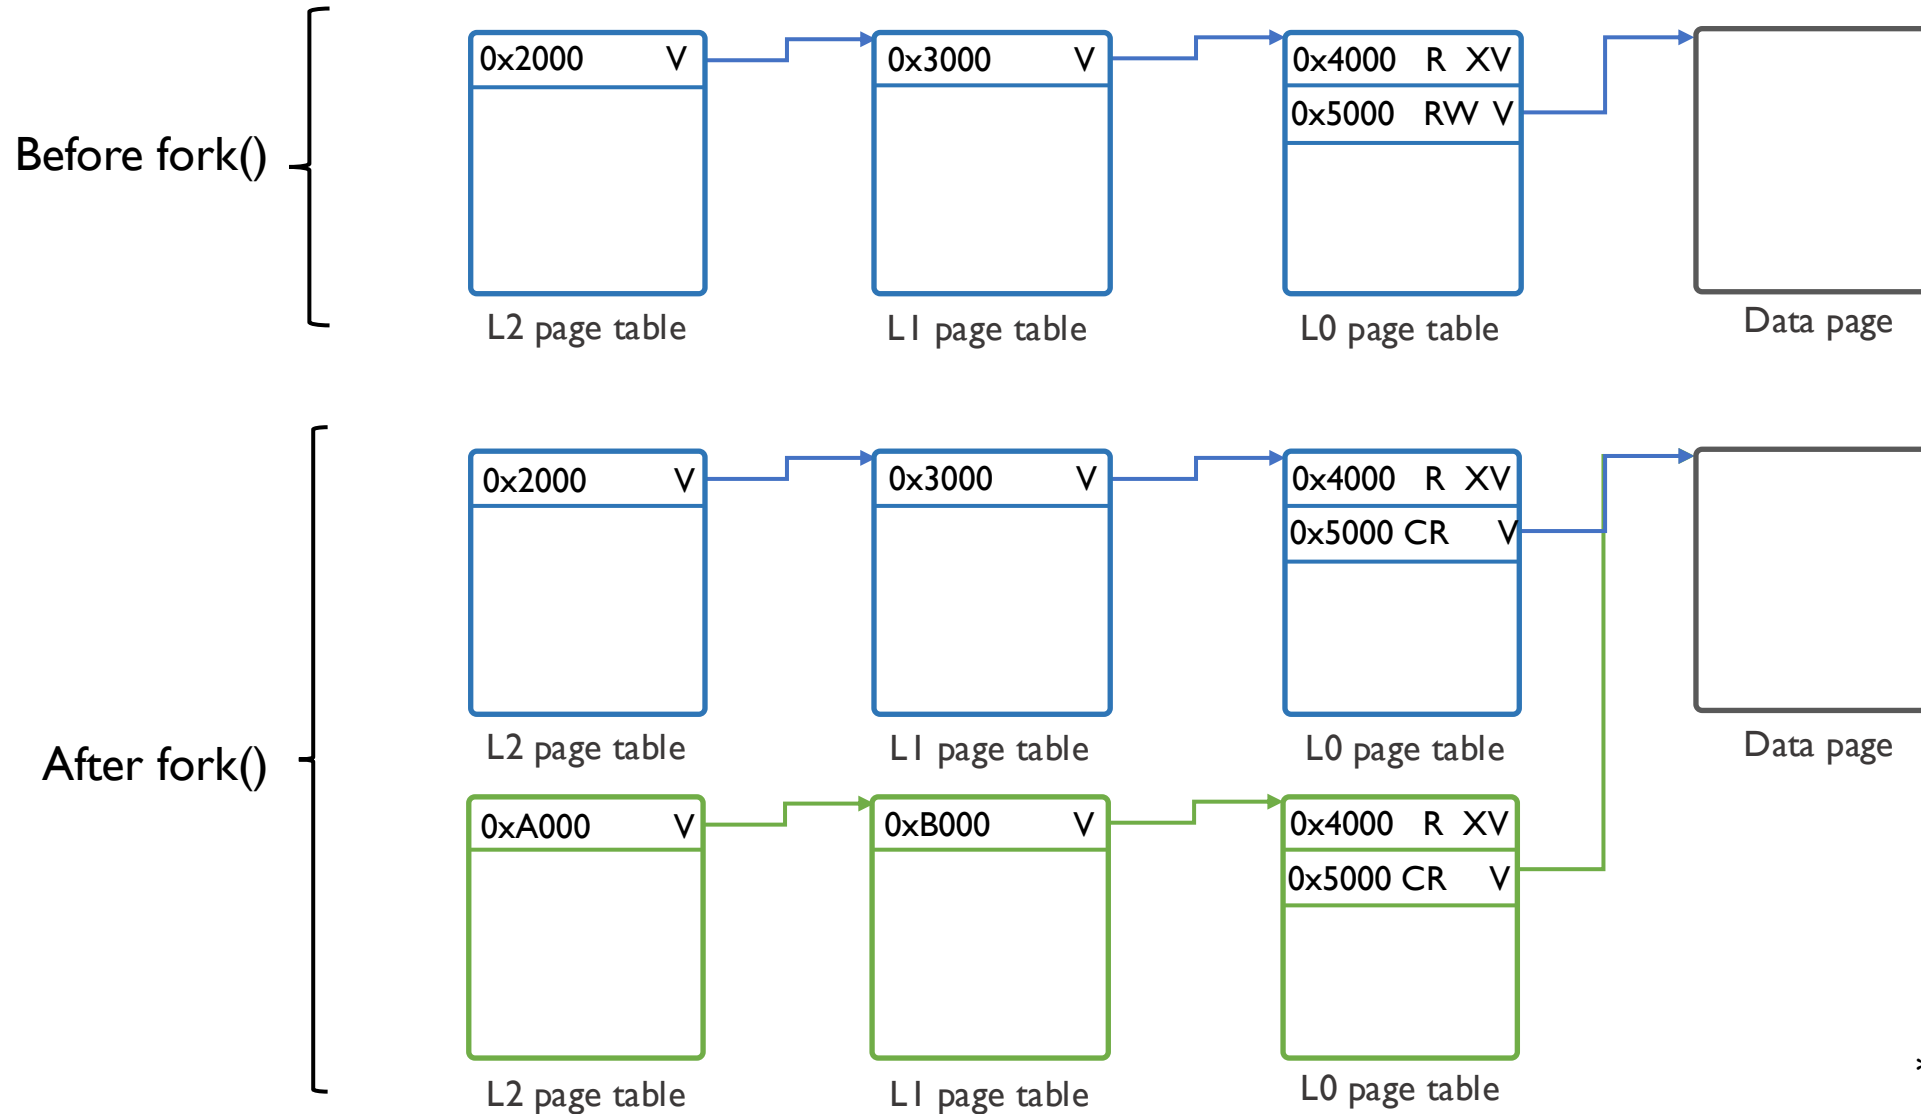 Before fork()
0x2000 V
0x3000 V
0x4000 R XV
0x5000 RW V
L2 page table
L1 page table
L0 page table
Data page
After fork()
0x2000 V
0x3000 V
0x4000 R XV
0x5000 CR V
L2 page table
L1 page table
L0 page table
Data page
0xA000 V
0xB000 V
0x4000 R XV
0x5000 CR V
L2 page table
L1 page table
L0 page table